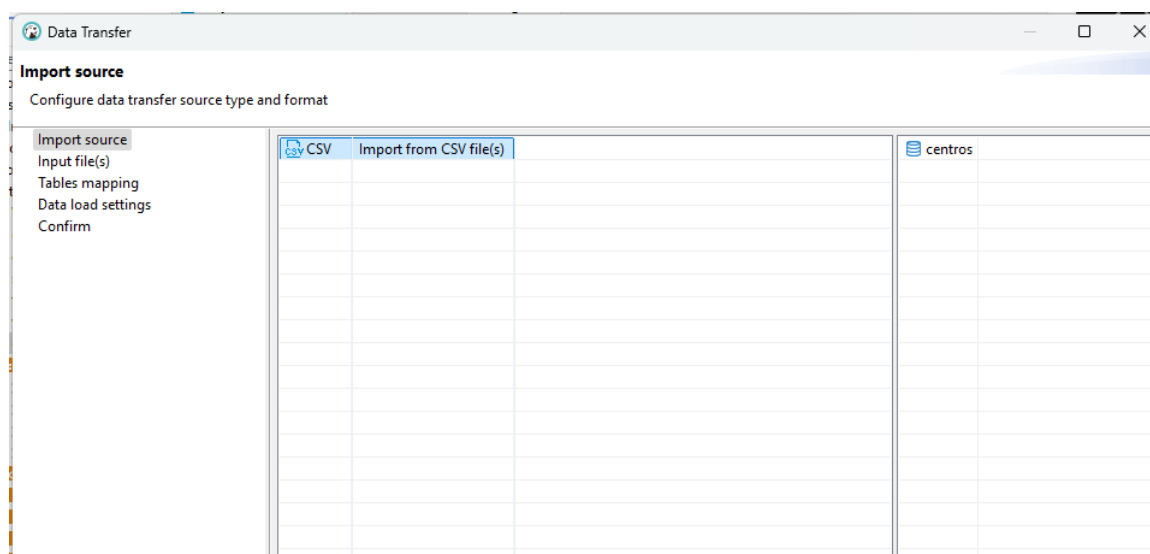 Data Transfer
Import source
Configure data transfer source type and format
Import source
Input file(s)
Tables mapping
Data load settings
Confirm
CSV Import from CSV file(s)
centros